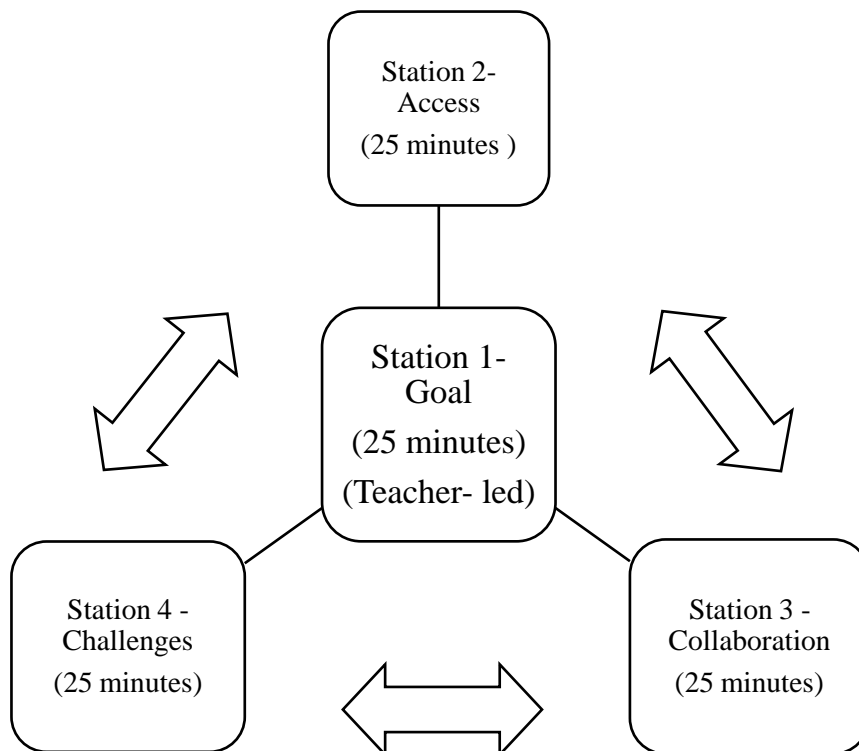 Station 2-
Access
(25 minutes )
Station 1-
Goal
(25 minutes)
(Teacher- led)
Station 4 -
Challenges
(25 minutes)
Station 3 -
Collaboration
(25 minutes)